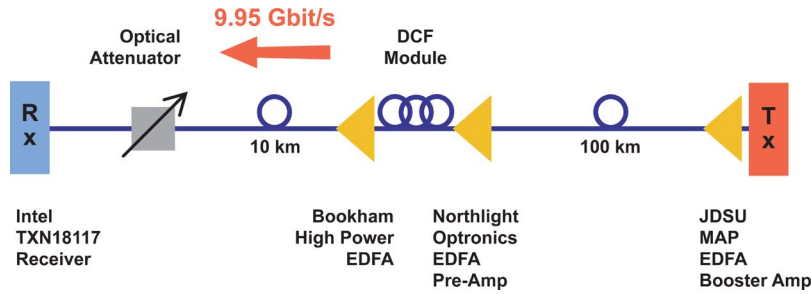 9.95 Gbit/s
Optical
Attenuator
DCF
Module
R
x
T
x
10 km
100 km
Intel
TXN18117
Receiver
Bookham
High Power
EDFA
Northlight
Optronics
EDFA
Pre-Amp
JDSU
MAP
EDFA
Booster Amp